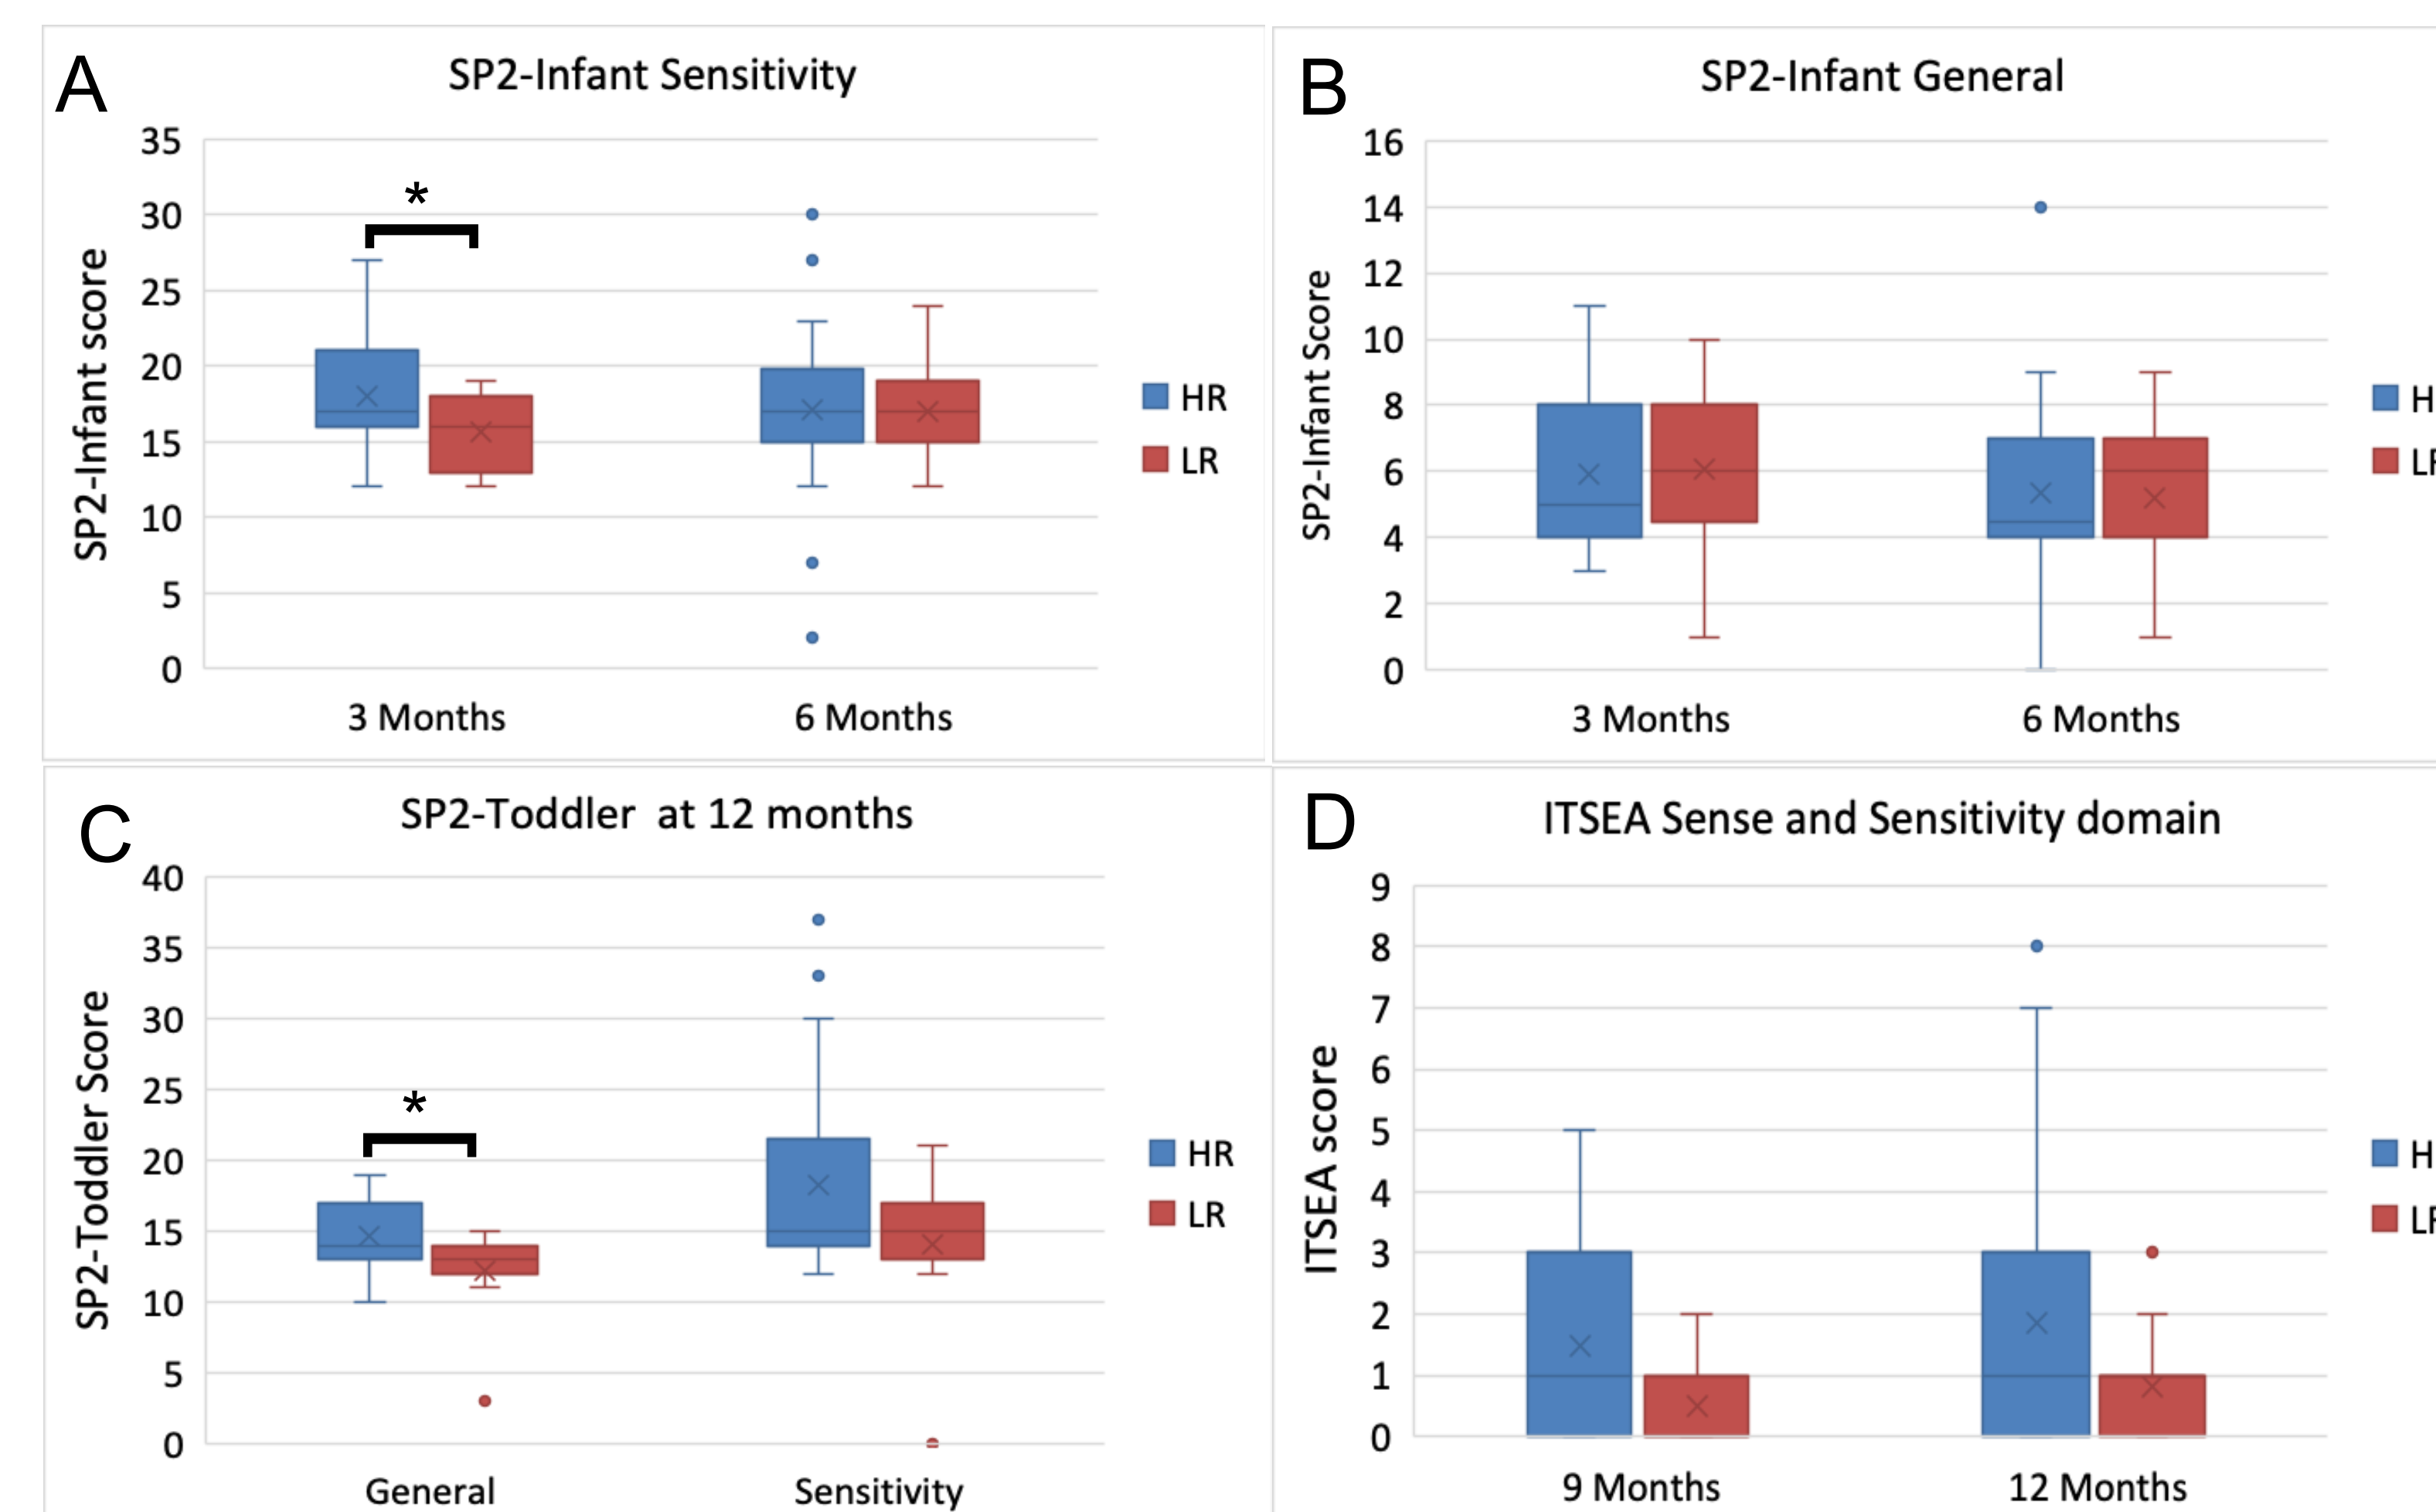 A
SP2-Infant Sensitivity
35
30
25
20
15
10
5
0
SP2-Infant score
*
3 Months
6 Months
HR
LR
B
SP2-Infant General
16
14
12
10
8
6
4
2
0
SP2-Infant Score
3 Months
6 Months
H
L
C
SP2-Toddler at 12 months
40
35
30
25
20
15
10
5
0
SP2-Toddler Score
*
General
Sensitivity
HR
LR
D
ITSEA Sense and Sensitivity domain
9
8
7
6
5
4
3
2
1
0
ITSEA score
9 Months
12 Months
H
L